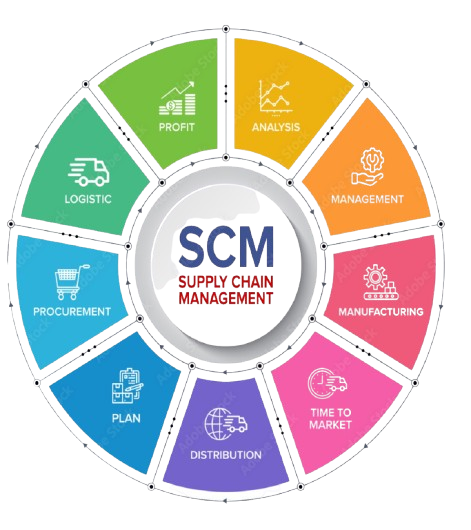 SCM
SUPPLY CHAIN
MANAGEMENT
PROFIT
ANALYSIS
MANAGEMENT
MANUFACTURING
TIME TO
MARKET
DISTRIBUTION
PLAN
PROCUREMENT
LOGISTIC